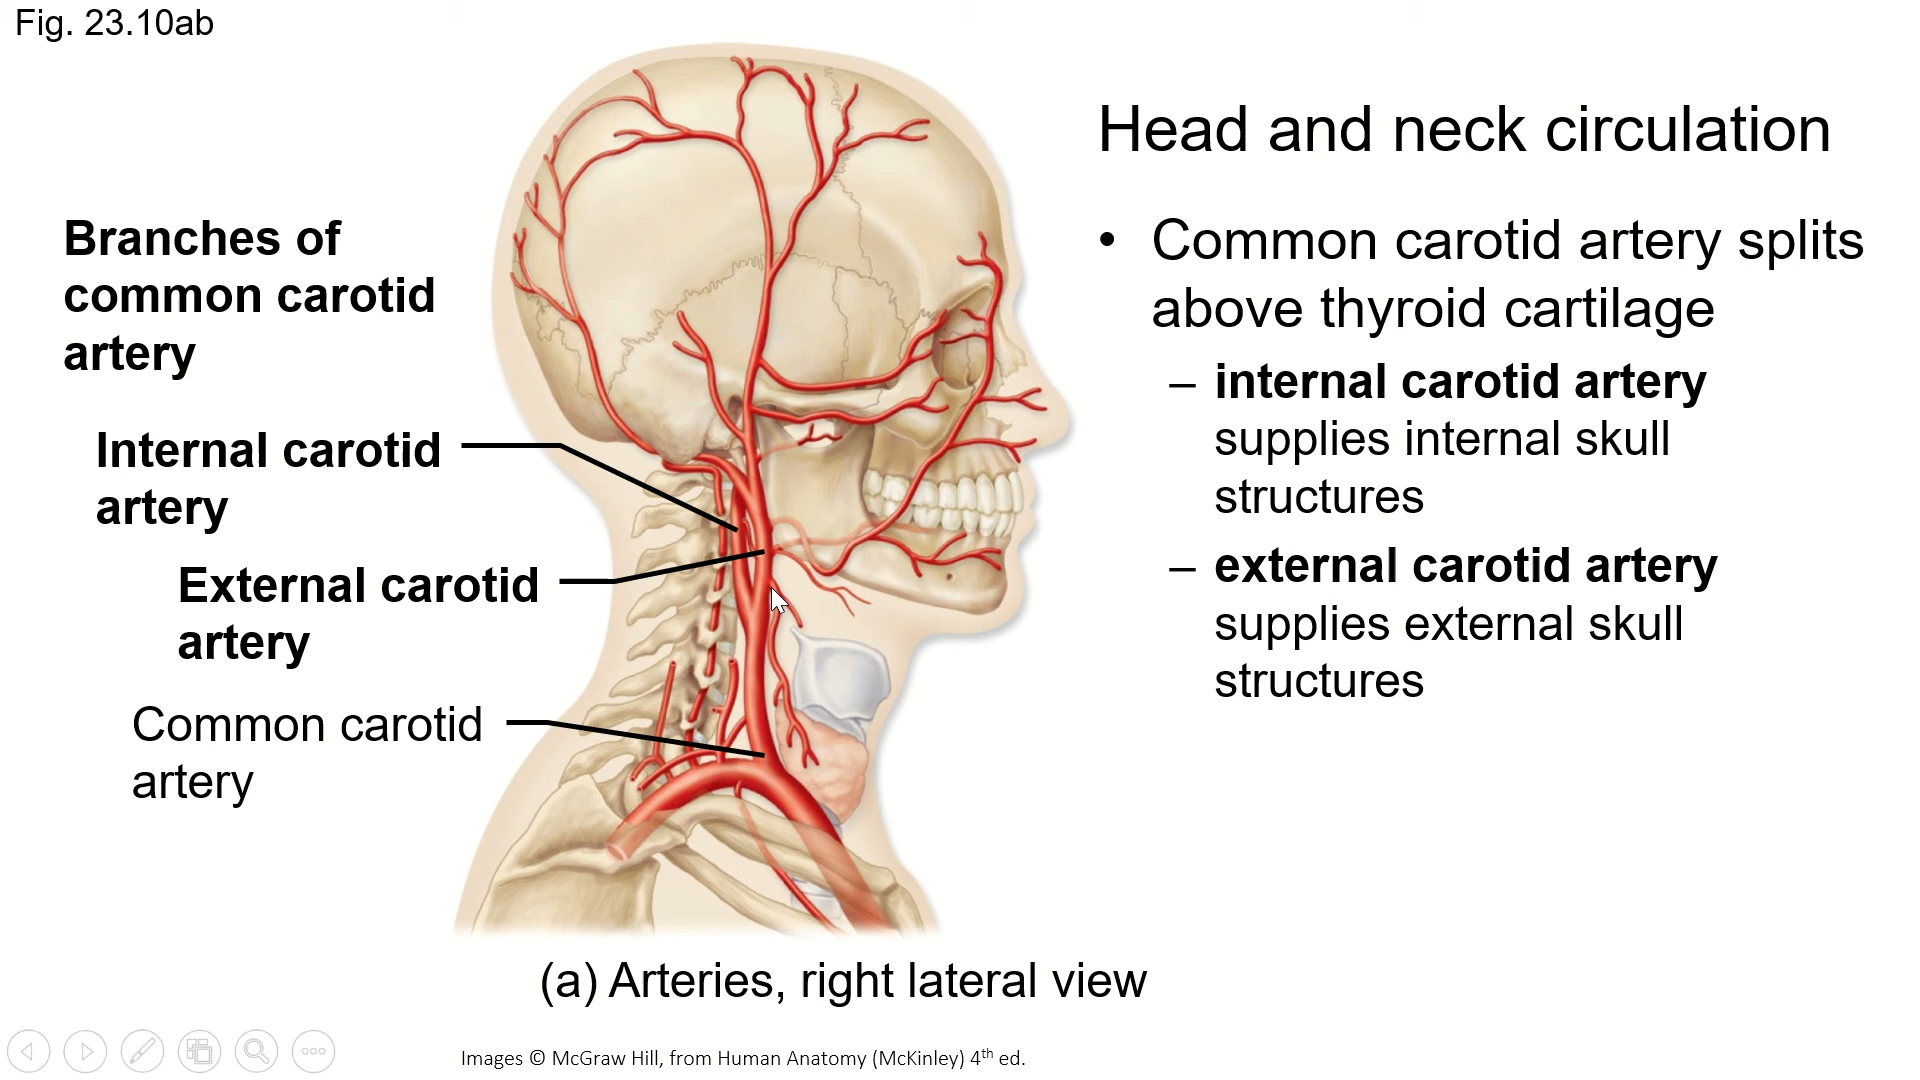 Fig. 23.10ab
Head and neck circulation
Branches of
common carotid
artery
Internal carotid
artery
External carotid
artery
Common carotid
artery
• Common carotid artery splits
above thyroid cartilage
– internal carotid artery
supplies internal skull
structures
– external carotid artery
supplies external skull
structures
(a) Arteries, right lateral view
Images © McGraw Hill, from Human Anatomy (McKinley) 4th ed.